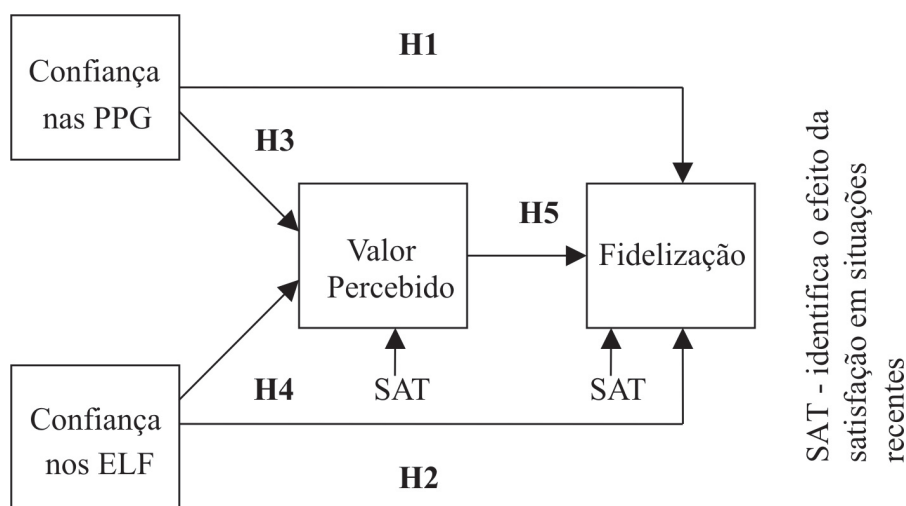 Confiança
nas PPG
H1
H3
Valor
Percebido
H5
Fidelização
Confiança
nos ELF
H4
SAT
SAT
H2
SAT - identifica o efeito da
satisfação em situações
recentes